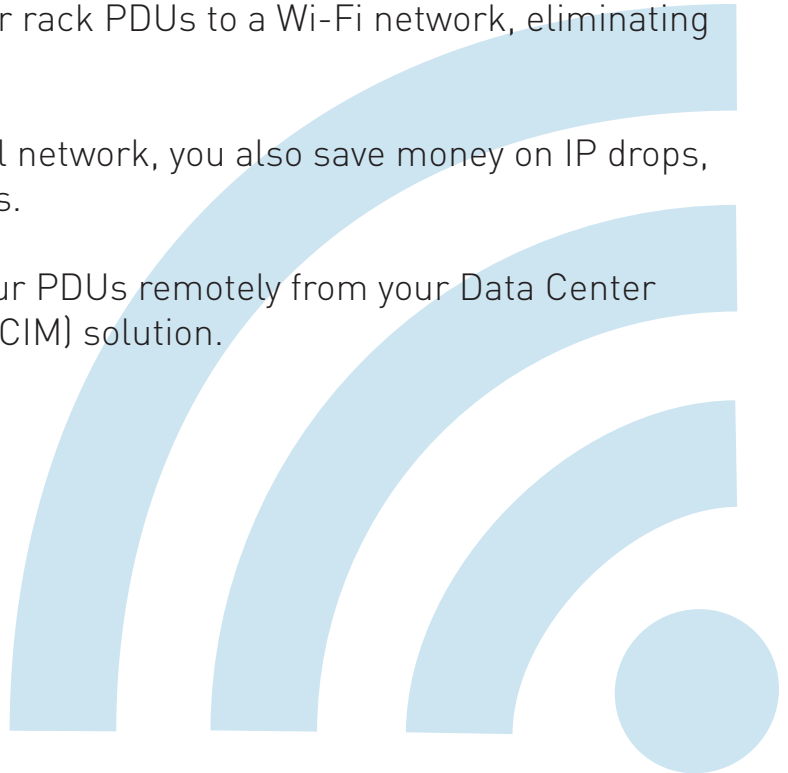 r rack PDUs to a Wi-Fi network, eliminating
l network, you also save money on IP drops,
s.
ur PDUs remotely from your Data Center
CIM) solution.